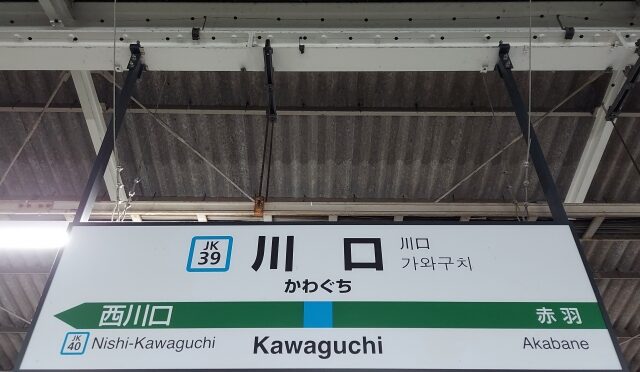 JK
39
川口
川口
가와구치
かわぐち
西川口
赤羽
JK
40
Nishi-Kawaguchi
Kawaguchi
Akabane